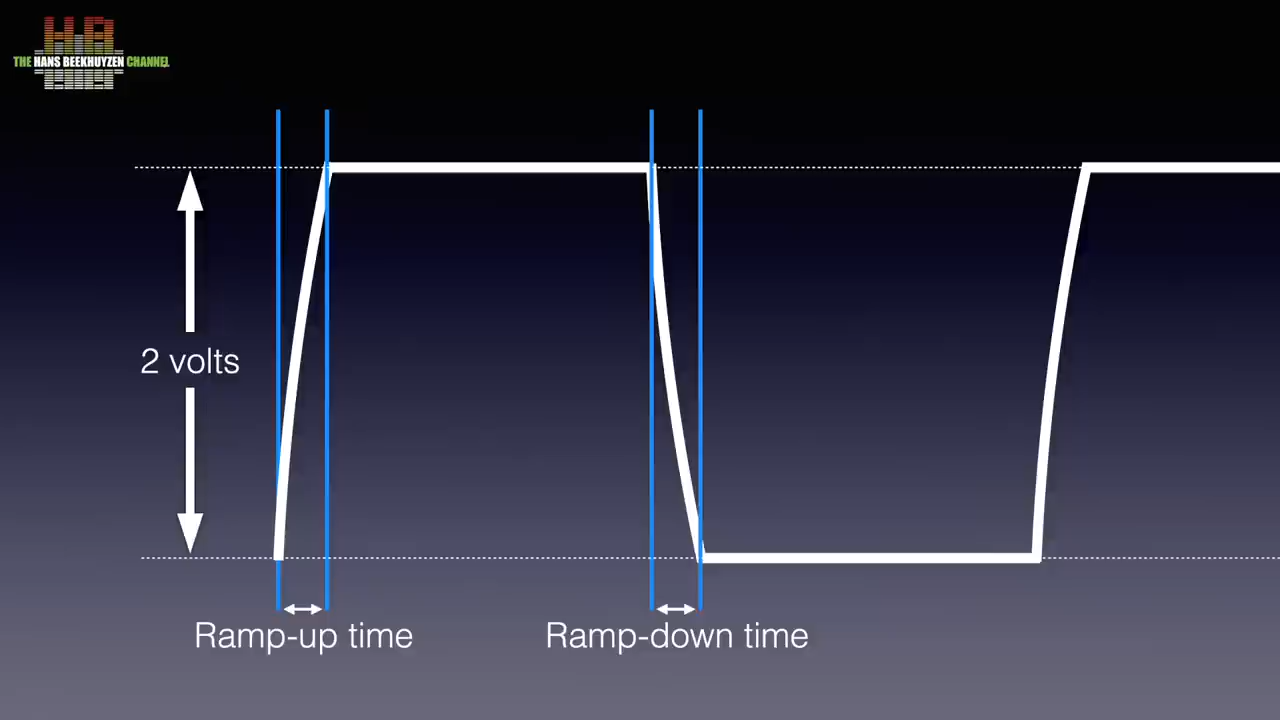 THE HANS BEEKHUYZEN CHANNEL
2 volts
Ramp-up time
Ramp-down time